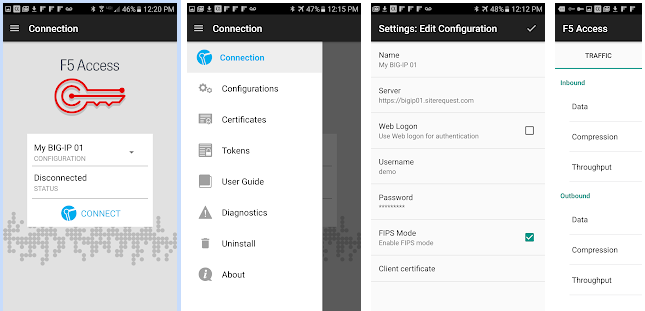 46% 12:20 PM
Connection
F5 Access
My BIG-IP 01
CONFIGURATION
Disconnected
STATUS
CONNECT
47% 12:15 PM
Connection
Connection
Configurations
Certificates
Tokens
User Guide
Diagnostics
Uninstall
About
48% 12:12 PM
Settings: Edit Configuration
Name
My BIG-IP 01
Server
https://bigip01.siterequest.com
Web Logon
Use Web logon for authentication
Username
demo
Password
*********
FIPS Mode
Enable FIPS mode
Client certificate
F5 Access
TRAFFIC
Inbound
Data
Compression
Throughput
Outbound
Data
Compression
Throughput